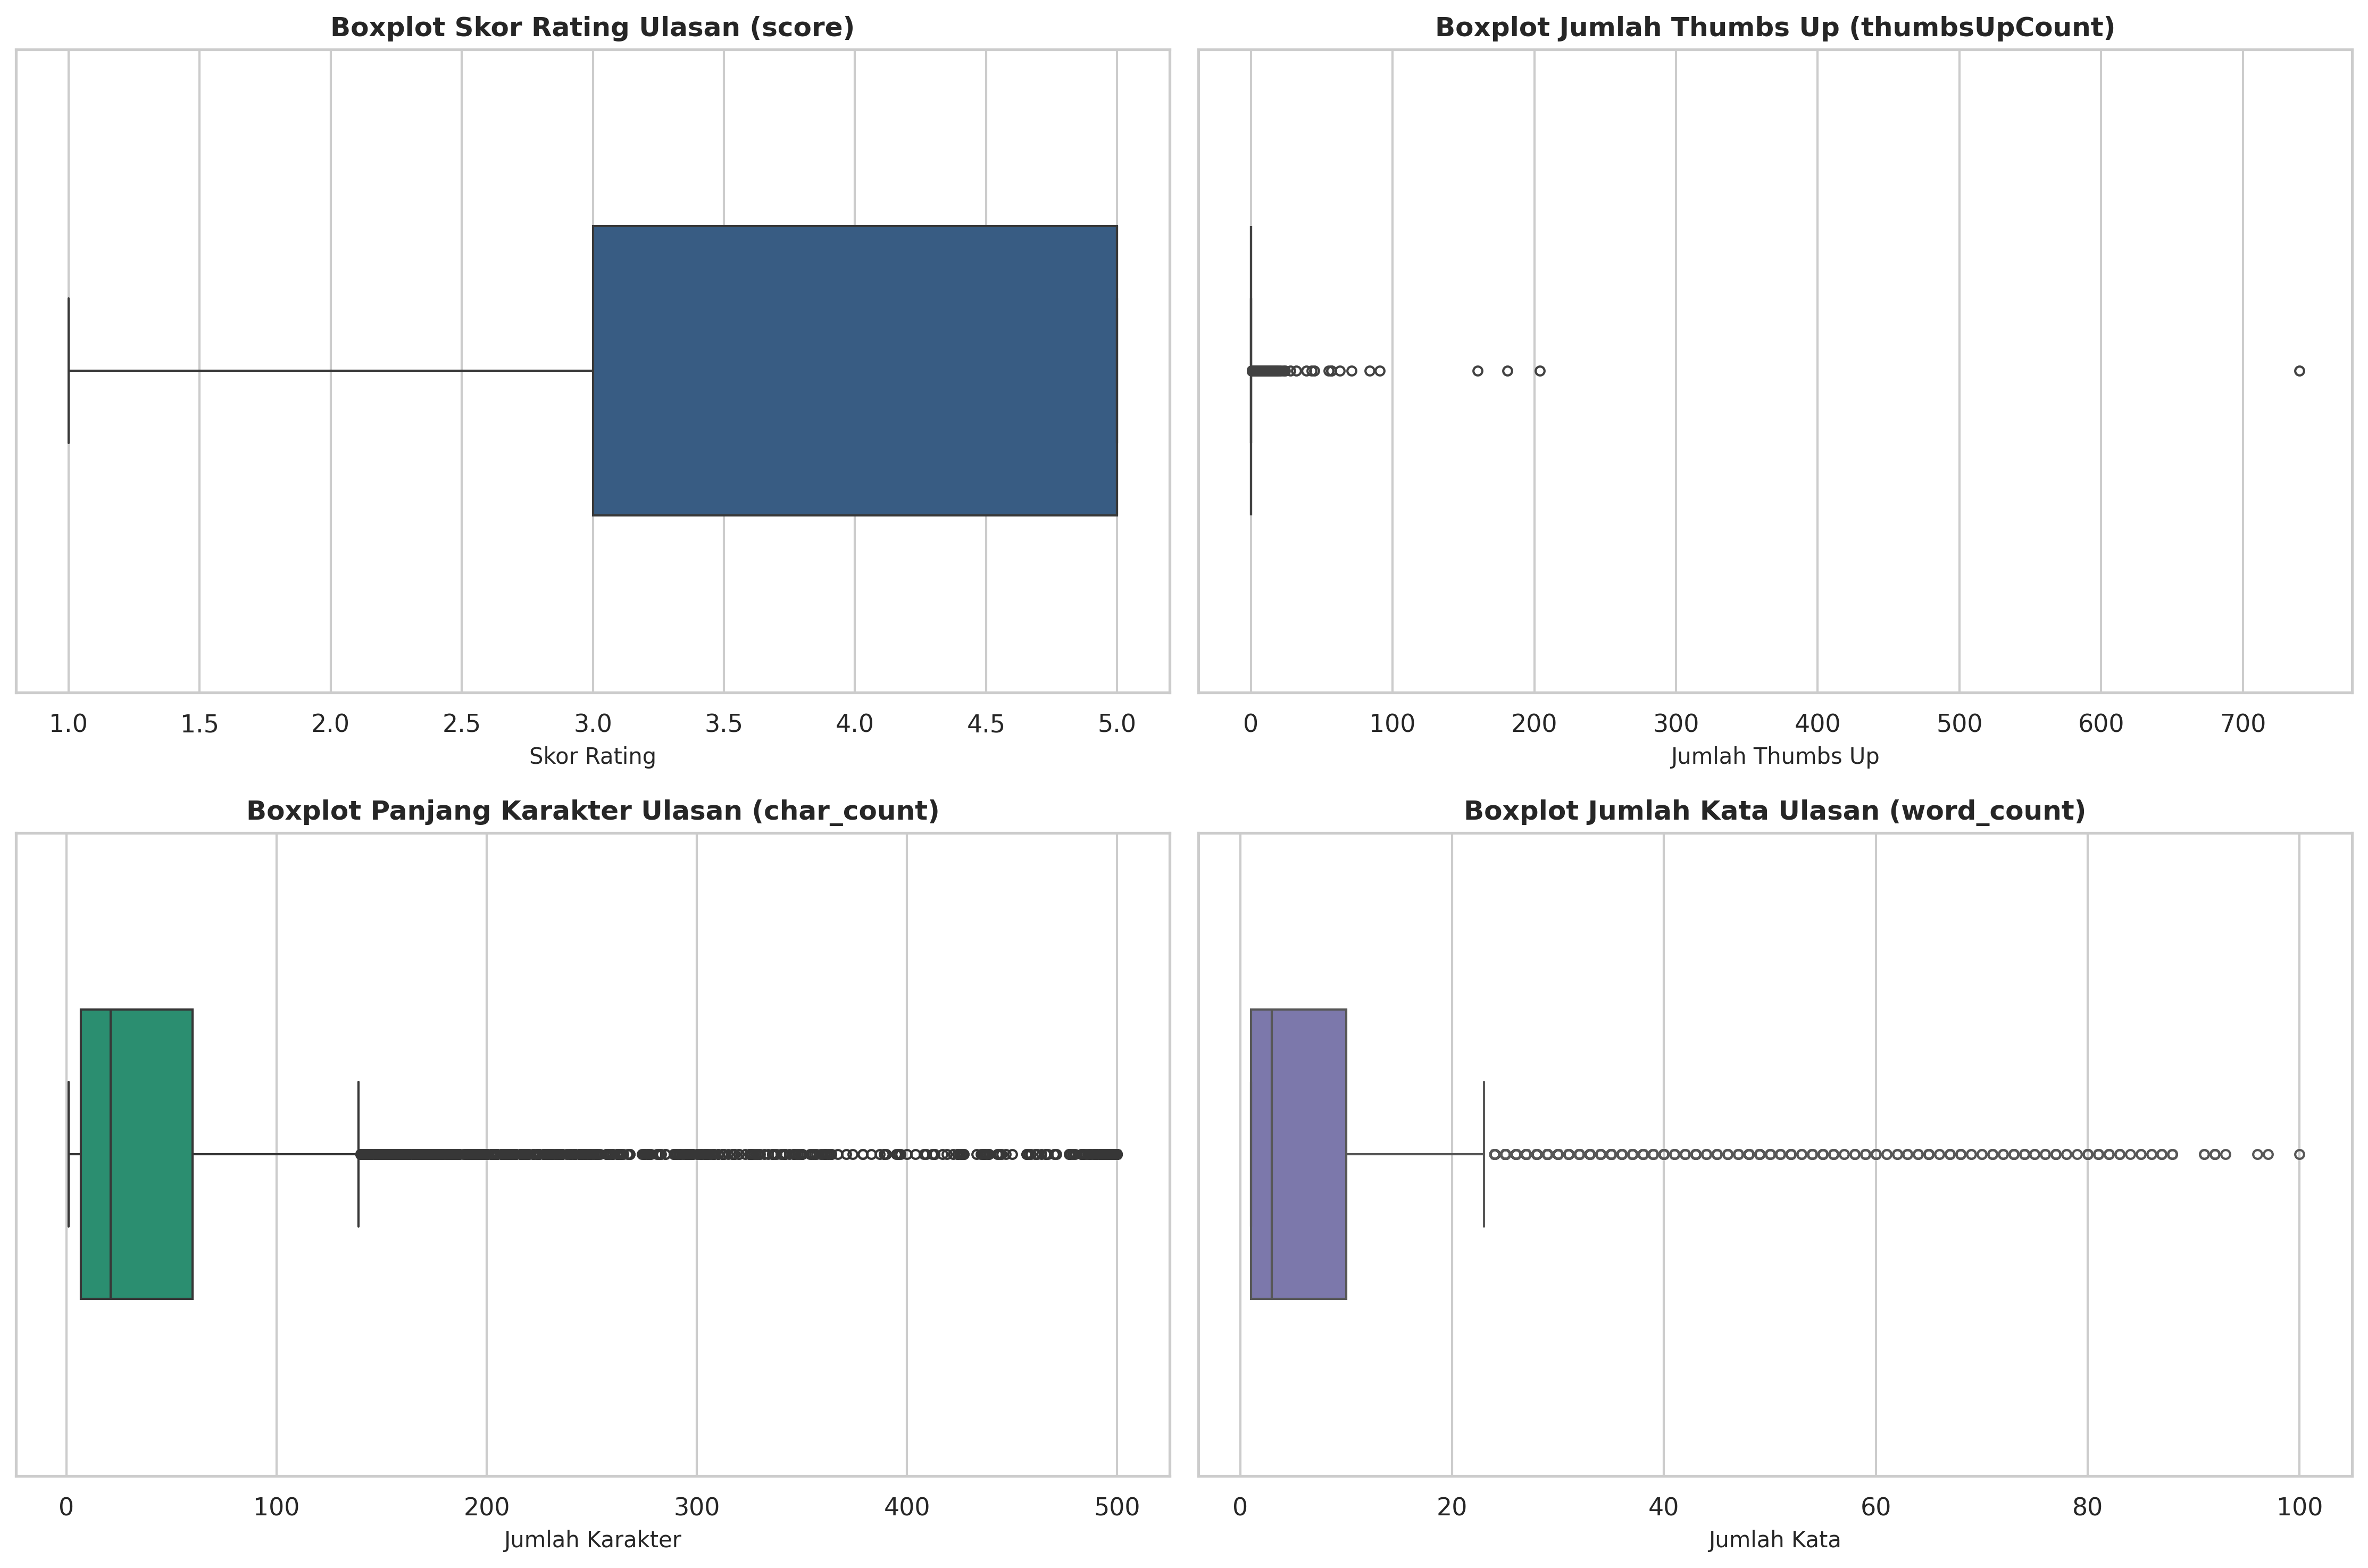 Boxplot Skor Rating Ulasan (score)
1.0 1.5 2.0 2.5 3.0 3.5 4.0 4.5 5.0
Skor Rating
Boxplot Jumlah Thumbs Up (thumbsUpCount)
0 100 200 300 400 500 600 700
Jumlah Thumbs Up
Boxplot Panjang Karakter Ulasan (char_count)
0 100 200 300 400 500
Jumlah Karakter
Boxplot Jumlah Kata Ulasan (word_count)
0 20 40 60 80 100
Jumlah Kata